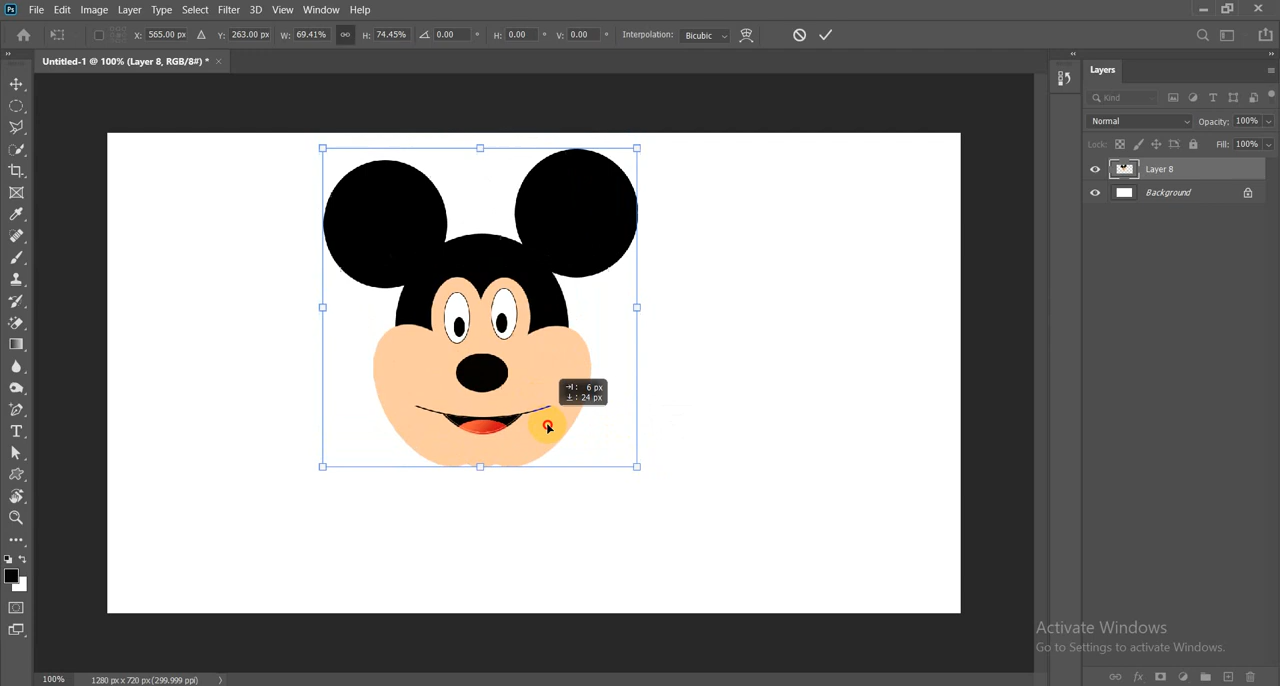 Ps File Edit Image Layer Type Select Filter 3D View Window Help
X: 565.00 px Y: 263.00 px W: 69.41% H: 74.45% 0.00 ° H: 0.00 ° V: 0.00 ° Interpolation: Bicubic
Untitled-1 @ 100% (Layer 8, RGB/8#) * ×
Layers
Kind
Normal Opacity: 100%
Lock: Fill: 100%
Layer 8
Background
6 px
24 px
T
Activate Windows
Go to Settings to activate Windows.
100% 1280 px x 720 px (299.999 ppi)